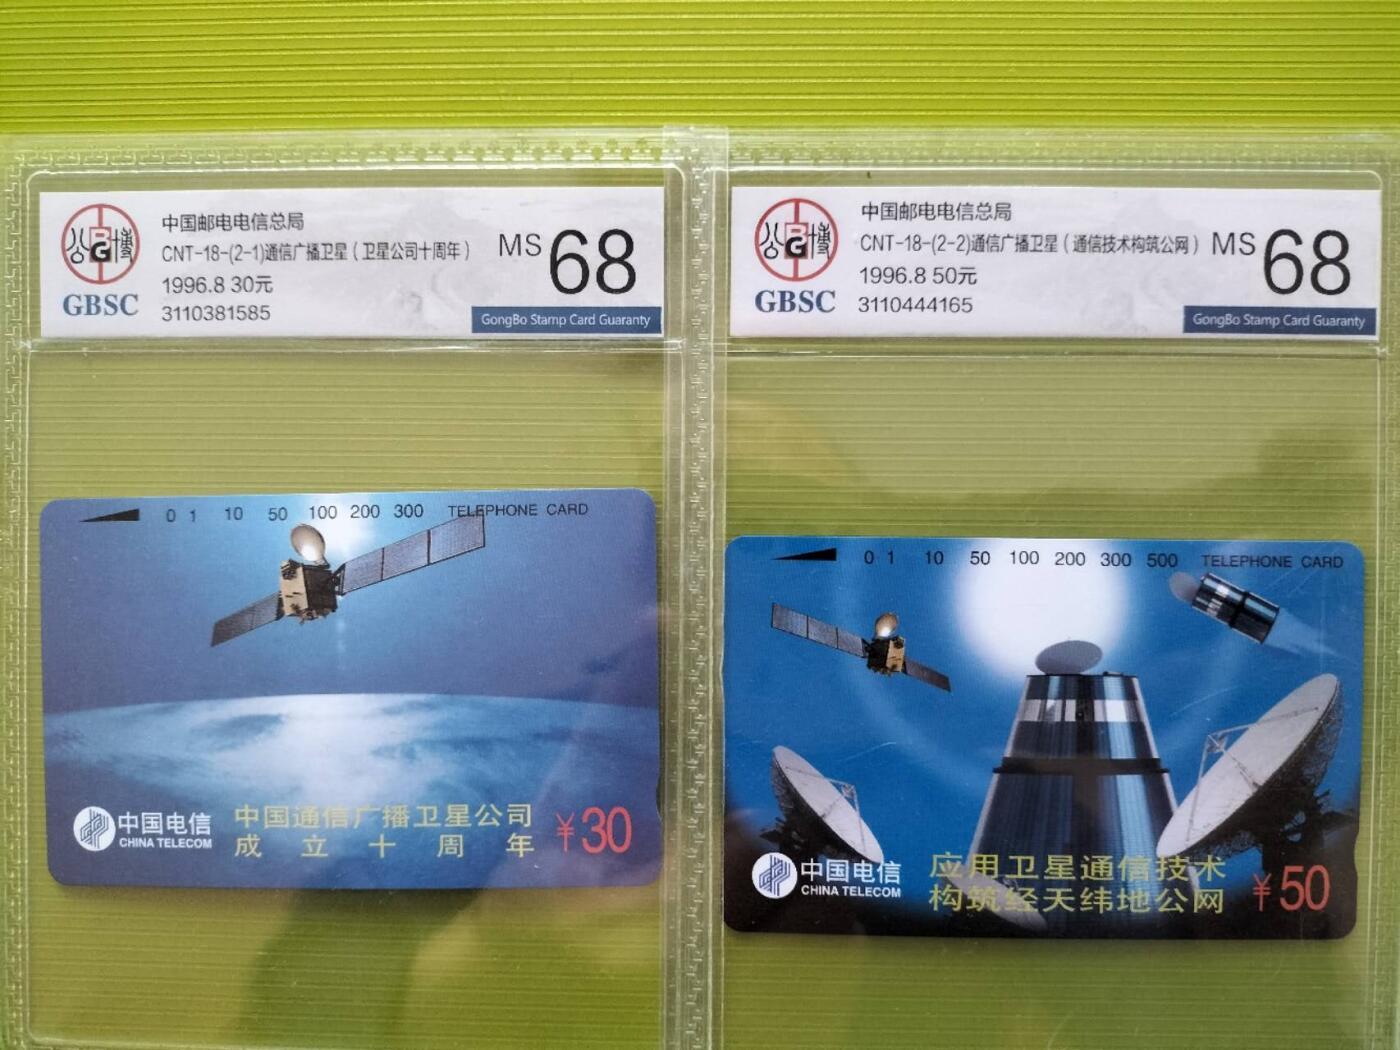 公博
BG
GBSC
中国邮电电信总局
CNT-18-(2-1)通信广播卫星（卫星公司十周年）
1996.8 30元
3110381585
MS 68
GongBo Stamp Card Guaranty
0 1 10 50 100 200 300 TELEPHONE CARD
中国电信
CHINA TELECOM
中国通信广播卫星公司
成立十周年
¥30
公博
BG
GBSC
中国邮电电信总局
CNT-18-(2-2)通信广播卫星（通信技术构筑公网）
1996.8 50元
3110444165
MS 68
GongBo Stamp Card Guaranty
0 1 10 50 100 200 300 500 TELEPHONE CARD
中国电信
CHINA TELECOM
应用卫星通信技术
构筑经天纬地公网
¥50